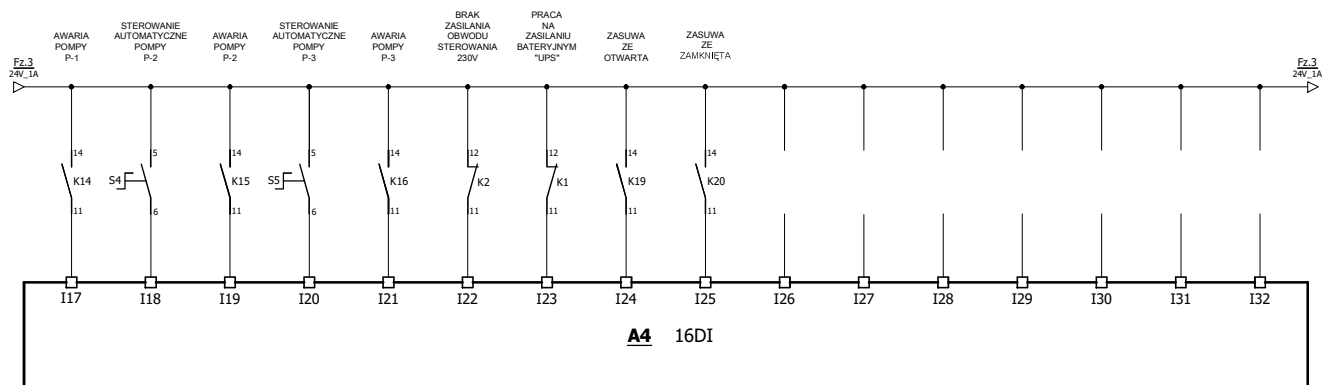 AWARIA
POMPY
P-1
STEROWANIE
AUTOMATYCZNE
POMPY
P-2
AWARIA
POMPY
P-2
STEROWANIE
AUTOMATYCZNE
POMPY
P-3
AWARIA
POMPY
P-3
BRAK
ZASILANIA
OBWODU
STEROWANIA
230V
PRACA
NA
ZASILANIU
BATERYJNYM
"UPS"
ZASUWA
ZE
OTWARTA
ZASUWA
ZE
ZAMKNIĘTA
Fz.3
24V_1A
Fz.3
24V_1A
14 5 14 5 14 12 12 14 14
K14 S4 K15 S5 K16 K2 K1 K19 K20
11 6 11 6 11 11 11 11 11
I17 I18 I19 I20 I21 I22 I23 I24 I25 I26 I27 I28 I29 I30 I31 I32
A4 16DI